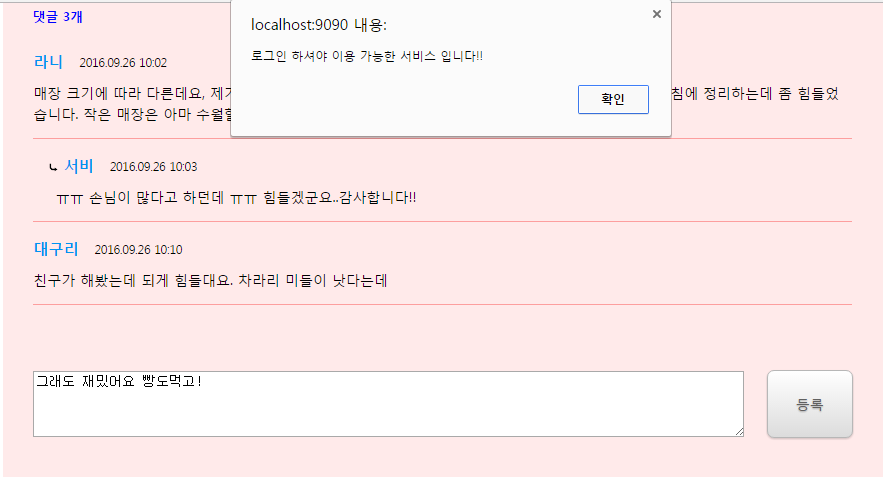 댓글 3개
localhost:9090 내용:
로그인 하셔야 이용 가능한 서비스 입니다!!
확인
라니 2016.09.26 10:02
매장 크기에 따라 다른데요, 제가 침에 정리하는데 좀 힘들었
습니다. 작은 매장은 아마 수월할
서비 2016.09.26 10:03
ㅠㅠ 손님이 많다고 하던데 ㅠㅠ 힘들겠군요..감사합니다!!
대구리 2016.09.26 10:10
친구가 해봤는데 되게 힘들대요. 차라리 미들이 낫다는데
그래도 재밌어요 빵도먹고!
등록